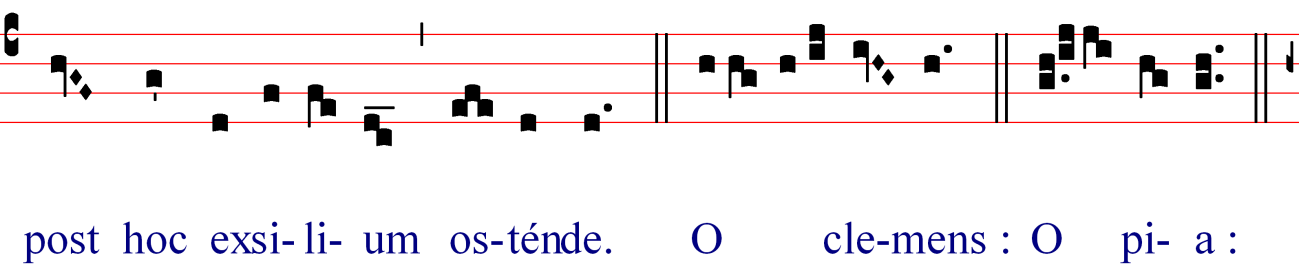 post hoc exsi- li- um os-ténde. O cle-mens : O pi- a :